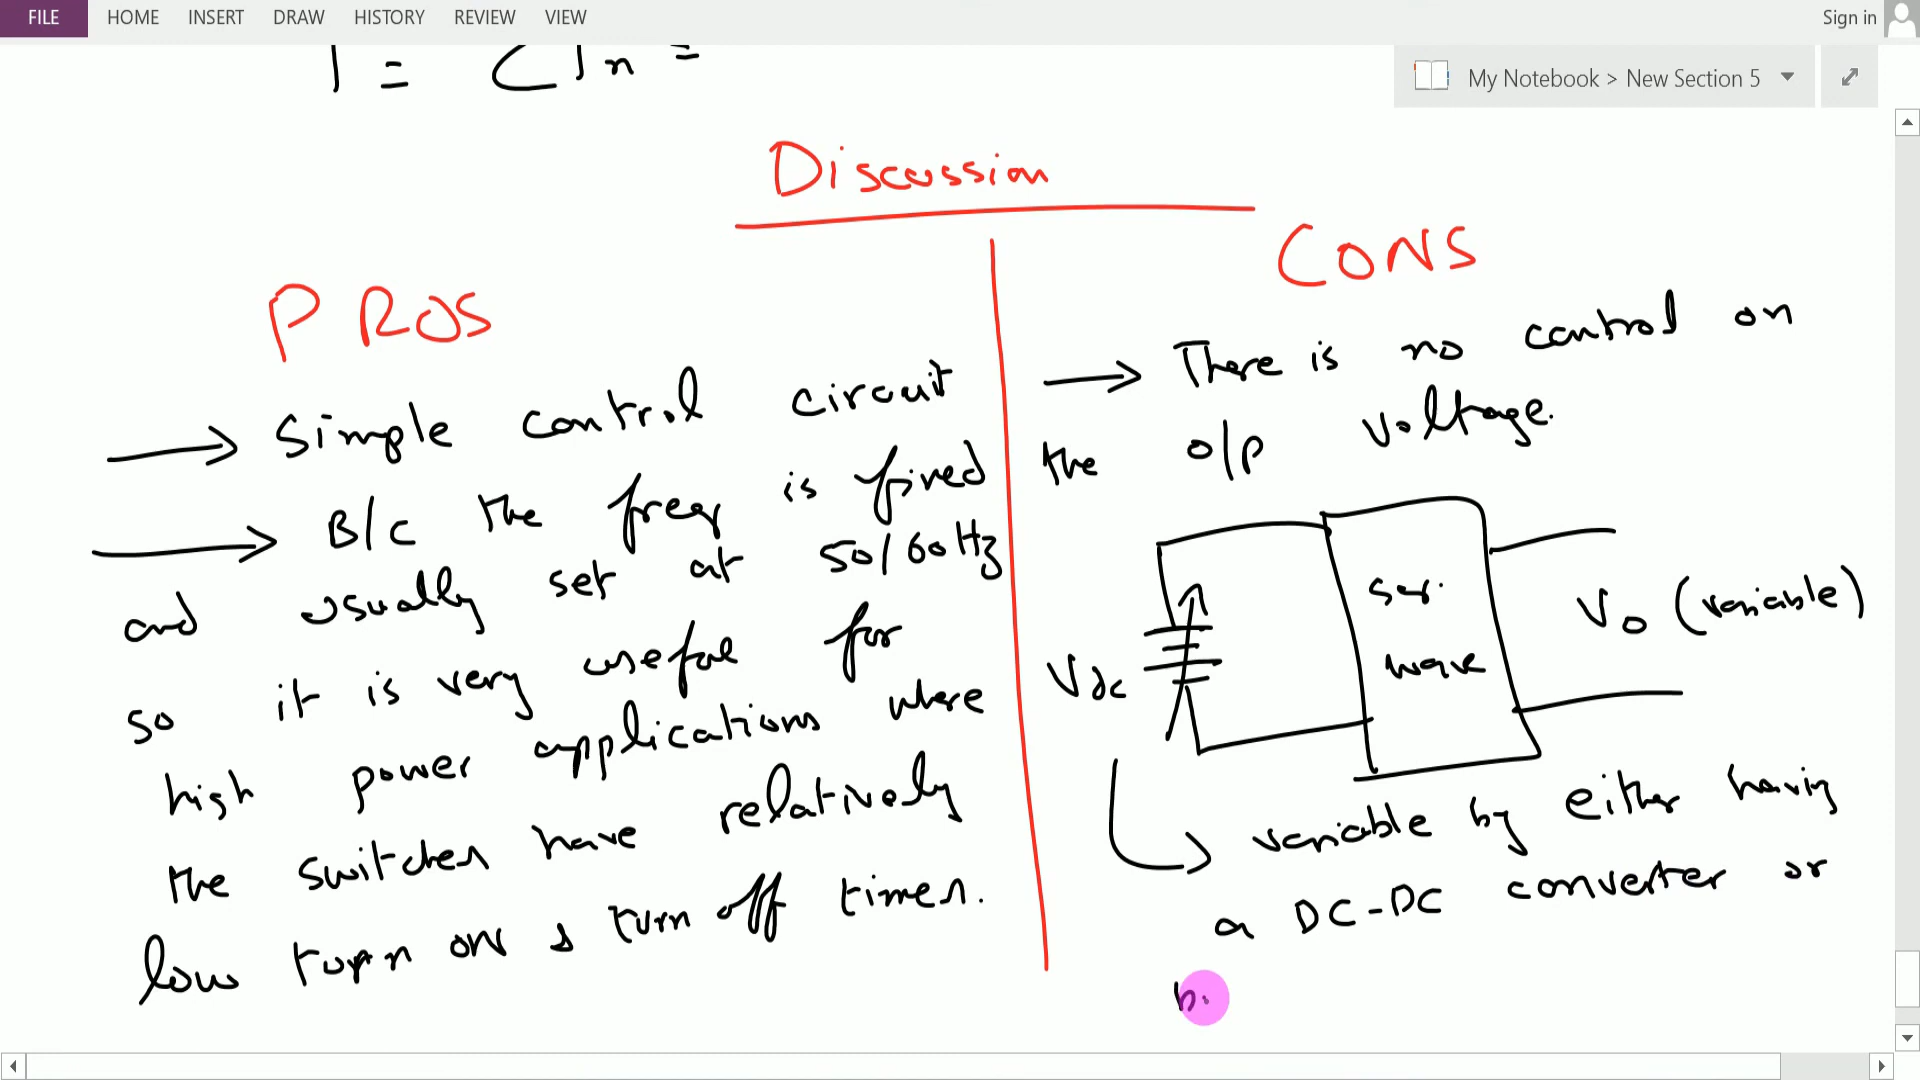 FILE HOME INSERT DRAW HISTORY REVIEW VIEW Sign in
My Notebook > New Section 5
Discussion
PROS
→ Simple control circuit
→ B/c the freq is fixed
and usually set at 50/60Hz
so it is very useful for
high power applications where
the switches have relatively
low turn on & turn off times.
CONS
→ There is no control on
the o/p voltage.
Vdc
wave
Vo (variable)
variable by either having
a DC-DC converter or